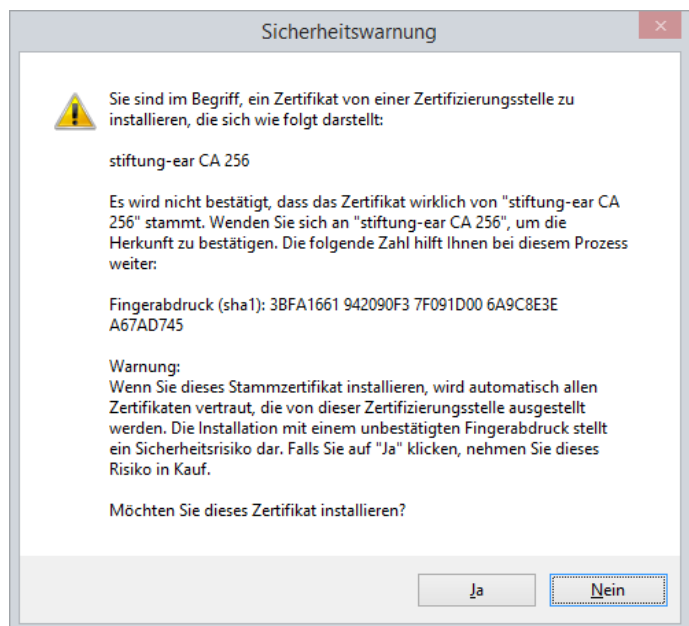 Sicherheitswarnung
Sie sind im Begriff, ein Zertifikat von einer Zertifizierungsstelle zu
installieren, die sich wie folgt darstellt:
stiftung-ear CA 256
Es wird nicht bestätigt, dass das Zertifikat wirklich von "stiftung-ear CA
256" stammt. Wenden Sie sich an "stiftung-ear CA 256", um die
Herkunft zu bestätigen. Die folgende Zahl hilft Ihnen bei diesem Prozess
weiter:
Fingerabdruck (sha1): 3BFA1661 942090F3 7F091D00 6A9C8E3E
A67AD745
Warnung:
Wenn Sie dieses Stammzertifikat installieren, wird automatisch allen
Zertifikaten vertraut, die von dieser Zertifizierungsstelle ausgestellt
werden. Die Installation mit einem unbestätigten Fingerabdruck stellt
ein Sicherheitsrisiko dar. Falls Sie auf "Ja" klicken, nehmen Sie dieses
Risiko in Kauf.
Möchten Sie dieses Zertifikat installieren?
Ja
Nein